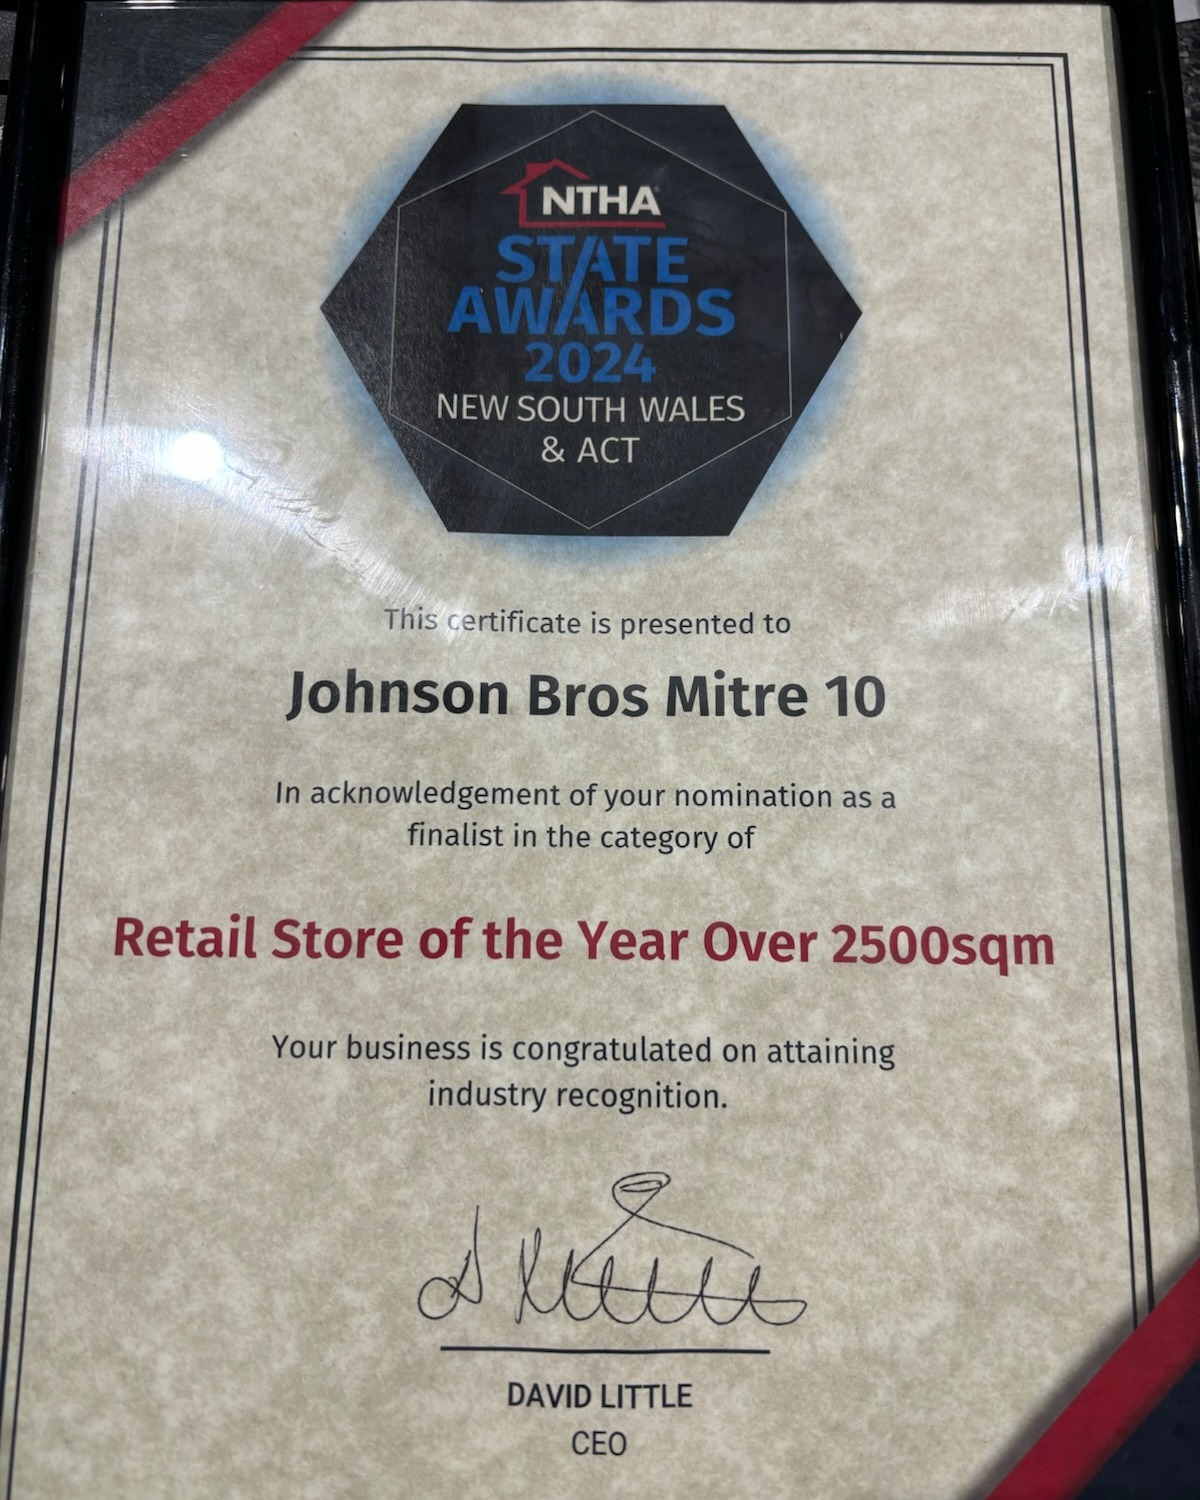 NTHA
STATE
AWARDS
2024
NEW SOUTH WALES
& ACT
This certificate is presented to
Johnson Bros Mitre 10
In acknowledgement of your nomination as a
finalist in the category of
Retail Store of the Year Over 2500sqm
Your business is congratulated on attaining
industry recognition.
DAVID LITTLE
CEO